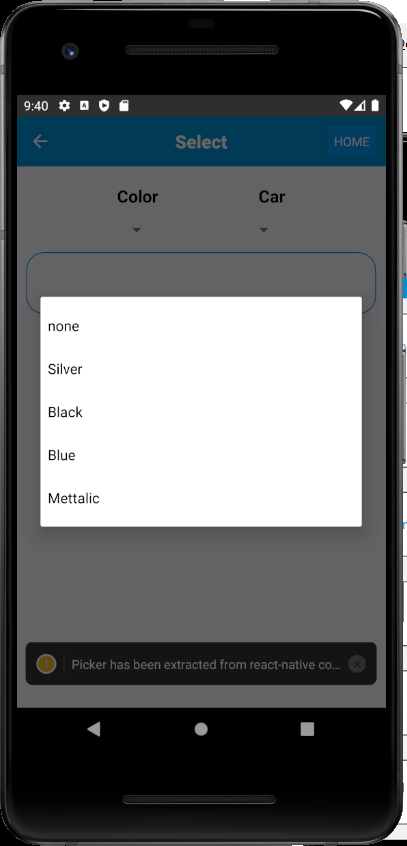 9:40
Select
HOME
Color Car
none
Silver
Black
Blue
Mettalic
Picker has been extracted from react-native co...